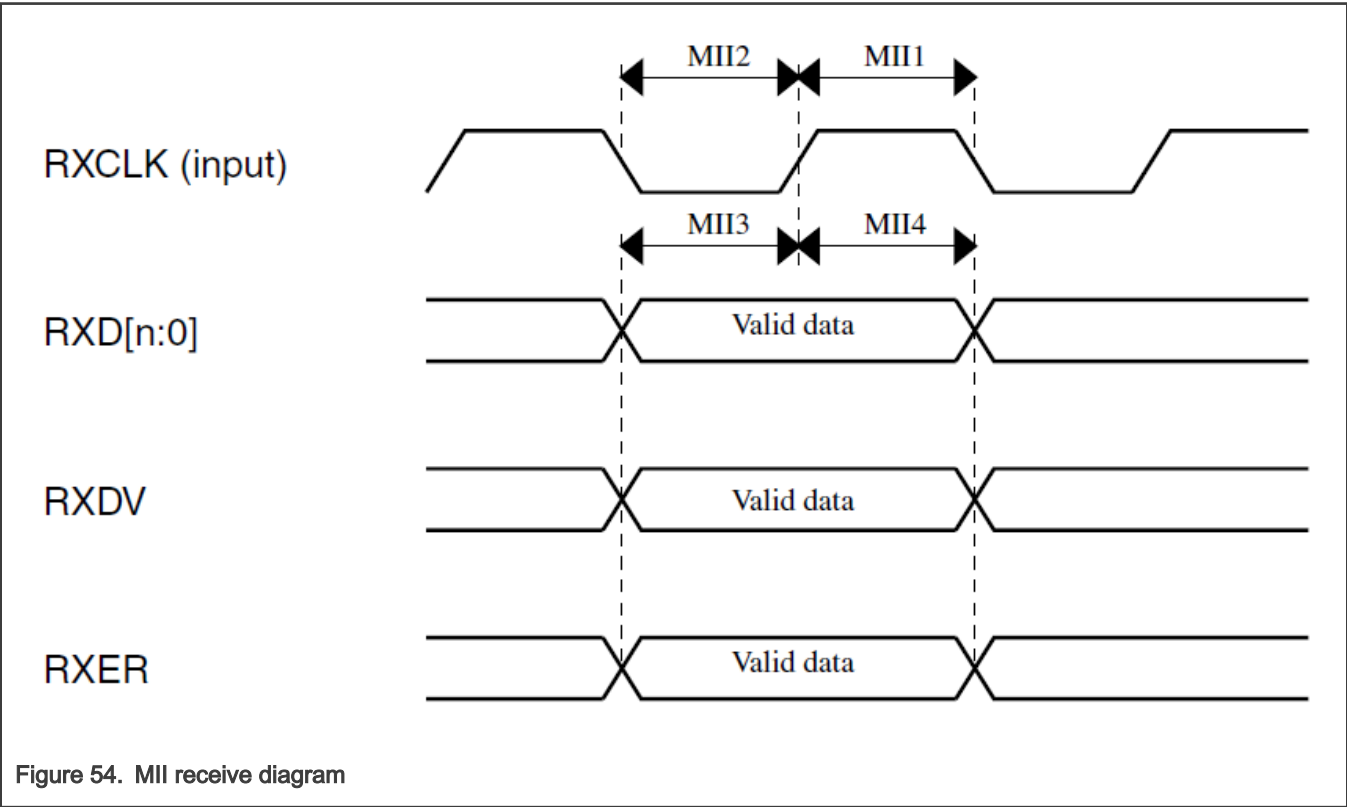 MII2 MII1
RXCLK (input)
MII3 MII4
RXD[n:0] Valid data
RXDV Valid data
RXER Valid data
Figure 54. MII receive diagram